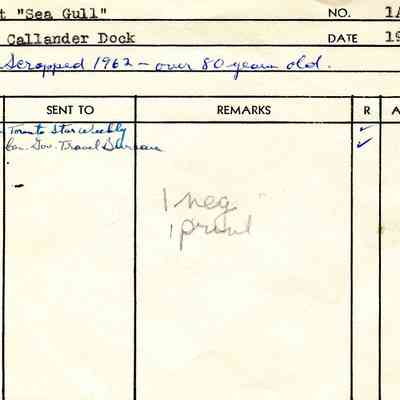 t "Sea Gull" NO. 1A
Callander Dock DATE 19
Scrapped 1962 - over 80 years old.
SENT TO REMARKS R A
Toronto Star Weekly
Can. Gov. Travel Bureau
1 neg
1 print